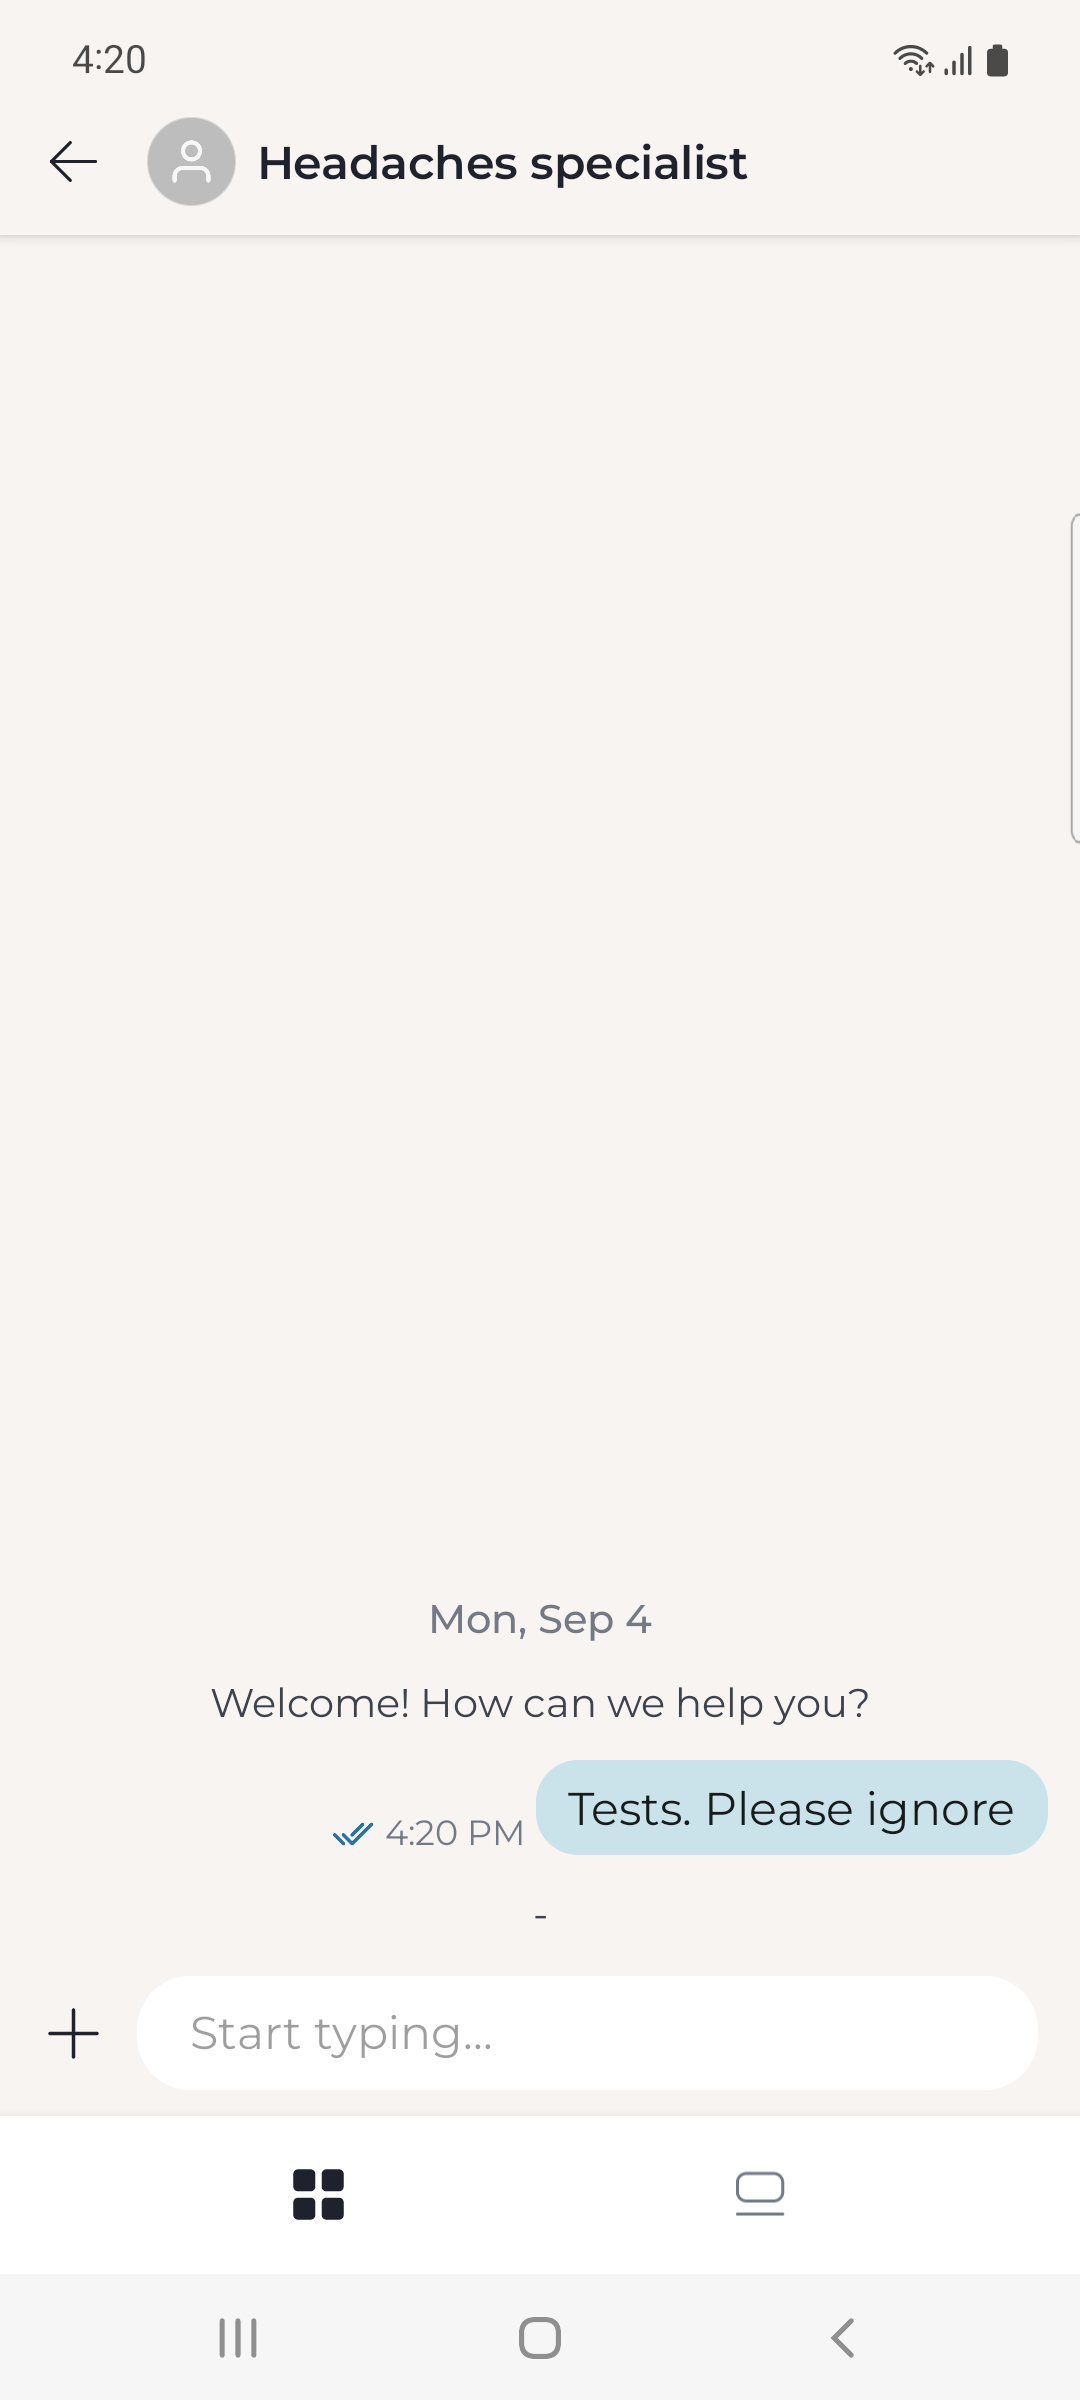 4:20
Headaches specialist
Mon, Sep 4
Welcome! How can we help you?
Tests. Please ignore
4:20 PM
-
Start typing...